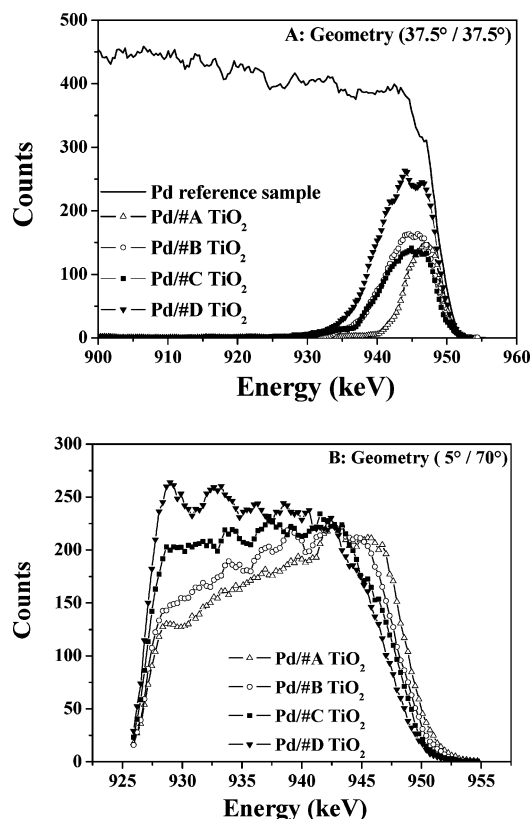 A: Geometry (37.5° / 37.5°)
500
400
300
200
100
0
Counts
Pd reference sample
Pd/#A TiO2
Pd/#B TiO2
Pd/#C TiO2
Pd/#D TiO2
900 910 920 930 940 950 960
Energy (keV)
B: Geometry ( 5° / 70°)
300
250
200
150
100
50
0
Counts
Pd/#A TiO2
Pd/#B TiO2
Pd/#C TiO2
Pd/#D TiO2
925 930 935 940 945 950 955
Energy (keV)